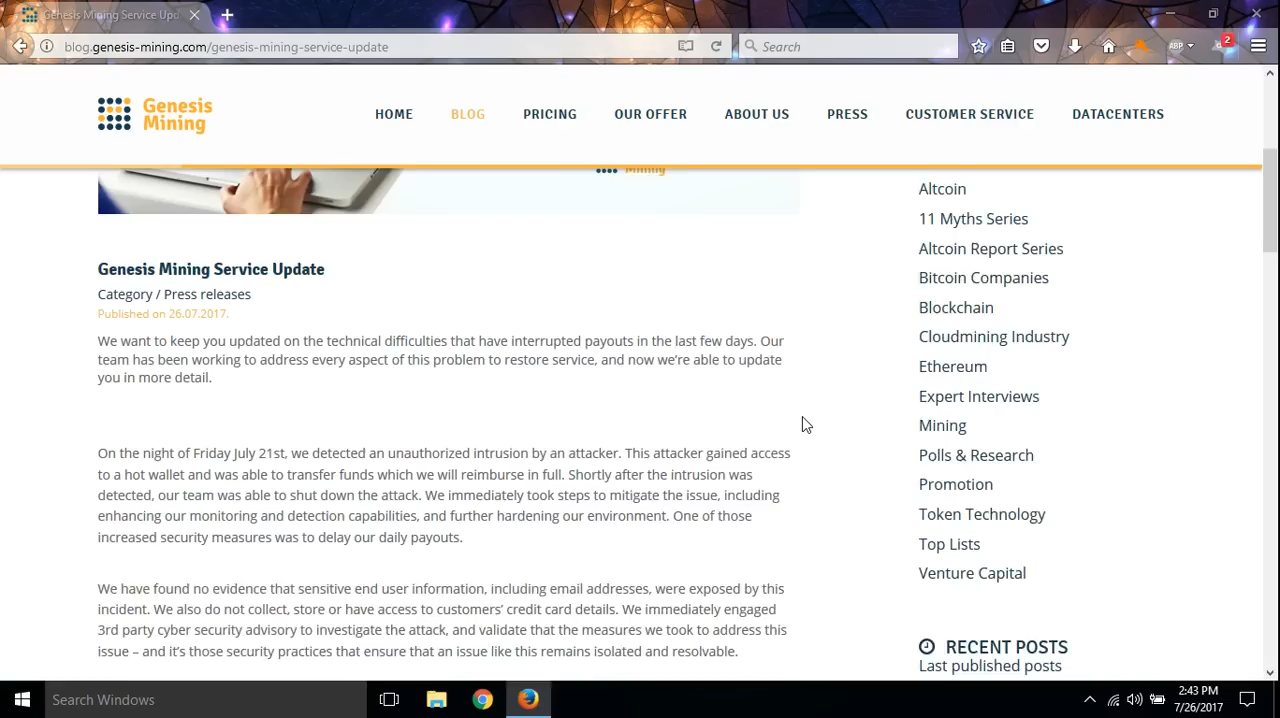 Genesis Mining Service Upd
blog.genesis-mining.com/genesis-mining-service-update
Search
ABP
2
Genesis
Mining
HOME
BLOG
PRICING
OUR OFFER
ABOUT US
PRESS
CUSTOMER SERVICE
DATACENTERS
Mining
Genesis Mining Service Update
Category / Press releases
Published on 26.07.2017.
We want to keep you updated on the technical difficulties that have interrupted payouts in the last few days. Our
team has been working to address every aspect of this problem to restore service, and now we're able to update
you in more detail.
On the night of Friday July 21st, we detected an unauthorized intrusion by an attacker. This attacker gained access
to a hot wallet and was able to transfer funds which we will reimburse in full. Shortly after the intrusion was
detected, our team was able to shut down the attack. We immediately took steps to mitigate the issue, including
enhancing our monitoring and detection capabilities, and further hardening our environment. One of those
increased security measures was to delay our daily payouts.
We have found no evidence that sensitive end user information, including email addresses, were exposed by this
incident. We also do not collect, store or have access to customers' credit card details. We immediately engaged
3rd party cyber security advisory to investigate the attack, and validate that the measures we took to address this
issue – and it's those security practices that ensure that an issue like this remains isolated and resolvable.
Altcoin
11 Myths Series
Altcoin Report Series
Bitcoin Companies
Blockchain
Cloudmining Industry
Ethereum
Expert Interviews
Mining
Polls & Research
Promotion
Token Technology
Top Lists
Venture Capital
RECENT POSTS
Last published posts
Search Windows
2:43 PM
7/26/2017